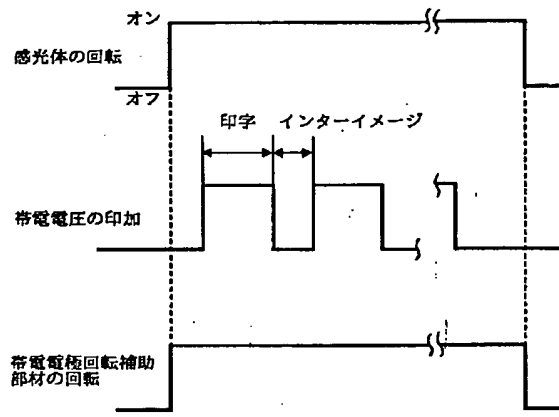 オン
感光体の回転
オフ
印字 インターイメージ
帯電電圧の印加
帯電電極回転補助
部材の回転